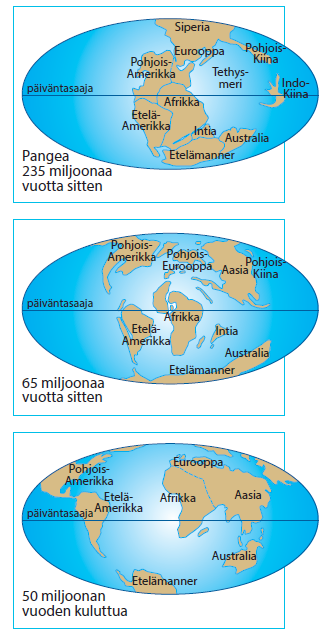 Siperia
Eurooppa
Pohjois-
Kiina
Pohjois-
Amerikka
Tethys-
meri
Indo-
Kiina
päiväntasaaja
Afrikka
Etelä-
Amerikka
Intia
Australia
Etelämanner
Pangea
235 miljoonaa
vuotta sitten
Pohjois-
Amerikka
Pohjois-
Eurooppa
Aasia
Pohjois-
Kiina
päiväntasaaja
Afrikka
Etelä-
Amerikka
Intia
Australia
Etelämanner
65 miljoonaa
vuotta sitten
Eurooppa
Pohjois-
Amerikka
Etelä-
Amerikka
Afrikka
Aasia
päiväntasaaja
Australia
Etelämanner
50 miljoonan
vuoden kuluttua